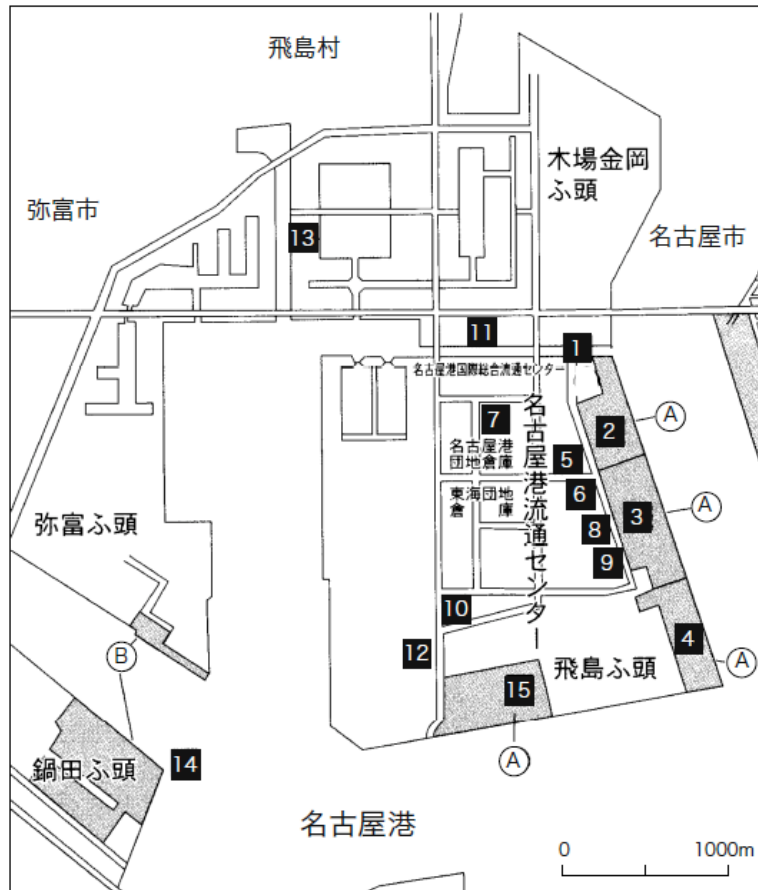 飛島村
木場金岡
ふ頭
弥富市
13
名古屋市
11
1
名古屋港国際総合流通センター
A
2
7
名古屋港流通センター
名古屋港
団地倉庫
5
東海団地
倉庫
6
3
A
弥富ふ頭
8
9
10
4
12
B
飛島ふ頭
A
15
A
14
鍋田ふ頭
名古屋港
0 1000m